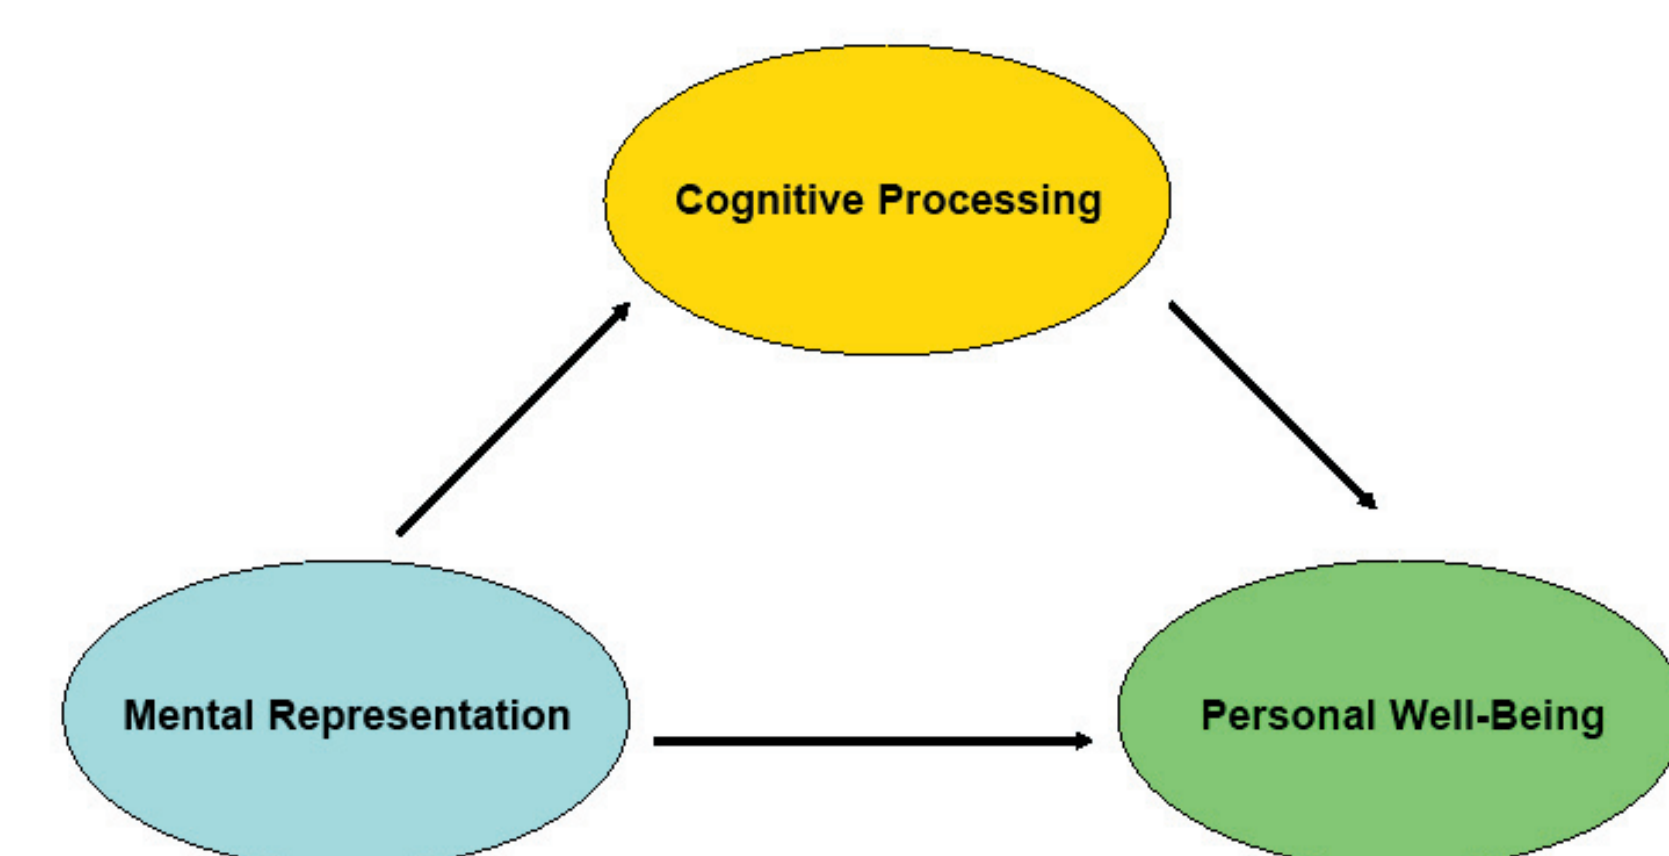 Cognitive Processing
Mental Representation
Personal Well-Being